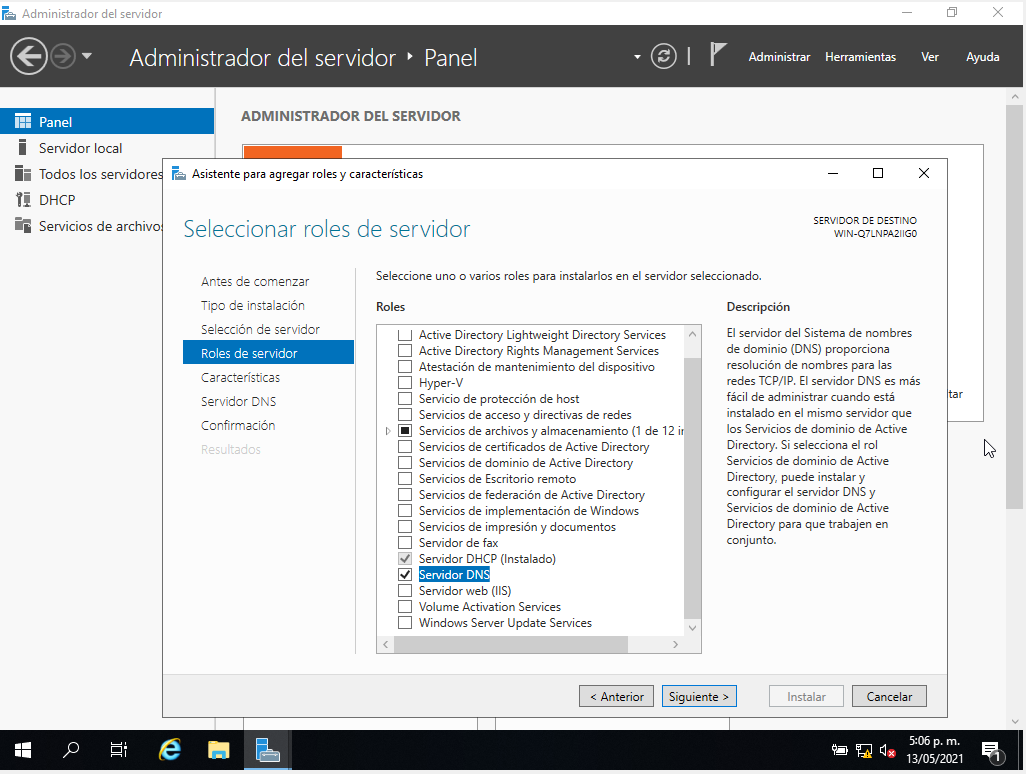 Administrador del servidor
Administrador del servidor ‣ Panel
Administrar Herramientas Ver Ayuda
Panel
Servidor local
Todos los servidores
DHCP
Servicios de archivos
ADMINISTRADOR DEL SERVIDOR
Asistente para agregar roles y características
Seleccionar roles de servidor
SERVIDOR DE DESTINO
WIN-Q7LNPA2IIG0
Antes de comenzar
Tipo de instalación
Selección de servidor
Roles de servidor
Características
Servidor DNS
Confirmación
Resultados
Seleccione uno o varios roles para instalarlos en el servidor seleccionado.
Roles
Active Directory Lightweight Directory Services
Active Directory Rights Management Services
Atestación de mantenimiento del dispositivo
Hyper-V
Servicio de protección de host
Servicios de acceso y directivas de redes
Servicios de archivos y almacenamiento (1 de 12 in
Servicios de certificados de Active Directory
Servicios de dominio de Active Directory
Servicios de Escritorio remoto
Servicios de federación de Active Directory
Servicios de implementación de Windows
Servicios de impresión y documentos
Servidor de fax
Servidor DHCP (Instalado)
Servidor DNS
Servidor web (IIS)
Volume Activation Services
Windows Server Update Services
Descripción
El servidor del Sistema de nombres
de dominio (DNS) proporciona
resolución de nombres para las
redes TCP/IP. El servidor DNS es más
fácil de administrar cuando está
instalado en el mismo servidor que
los Servicios de dominio de Active
Directory. Si selecciona el rol
Servicios de dominio de Active
Directory, puede instalar y
configurar el servidor DNS y
Servicios de dominio de Active
Directory para que trabajen en
conjunto.
tar
< Anterior
Siguiente >
Instalar
Cancelar
5:06 p. m.
13/05/2021
1